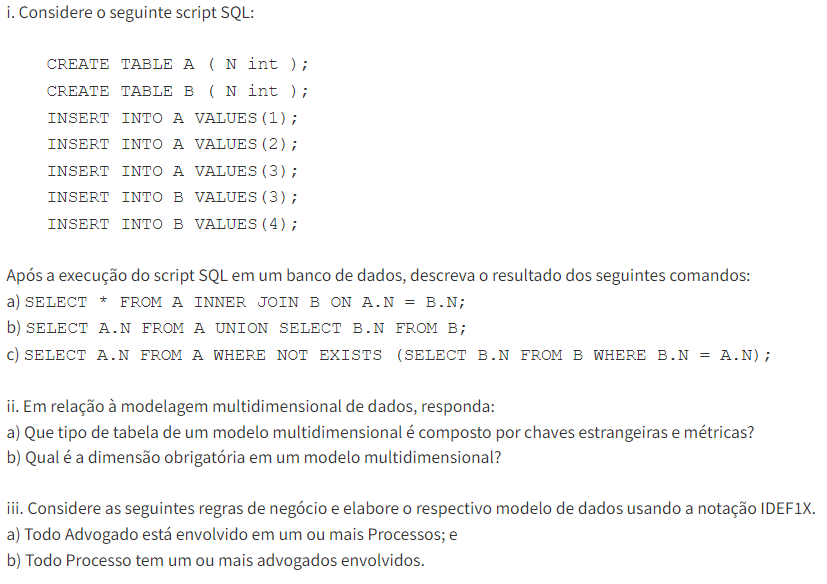 i. Considere o seguinte script SQL:
CREATE TABLE A ( N int );
CREATE TABLE B ( N int );
INSERT INTO A VALUES(1);
INSERT INTO A VALUES(2);
INSERT INTO A VALUES(3);
INSERT INTO B VALUES(3);
INSERT INTO B VALUES(4);
Após a execução do script SQL em um banco de dados, descreva o resultado dos seguintes comandos:
a) SELECT * FROM A INNER JOIN B ON A.N = B.N;
b) SELECT A.N FROM A UNION SELECT B.N FROM B;
c) SELECT A.N FROM A WHERE NOT EXISTS (SELECT B.N FROM B WHERE B.N = A.N);
ii. Em relação à modelagem multidimensional de dados, responda:
a) Que tipo de tabela de um modelo multidimensional é composto por chaves estrangeiras e métricas?
b) Qual é a dimensão obrigatória em um modelo multidimensional?
iii. Considere as seguintes regras de negócio e elabore o respectivo modelo de dados usando a notação IDEF1X.
a) Todo Advogado está envolvido em um ou mais Processos; e
b) Todo Processo tem um ou mais advogados envolvidos.